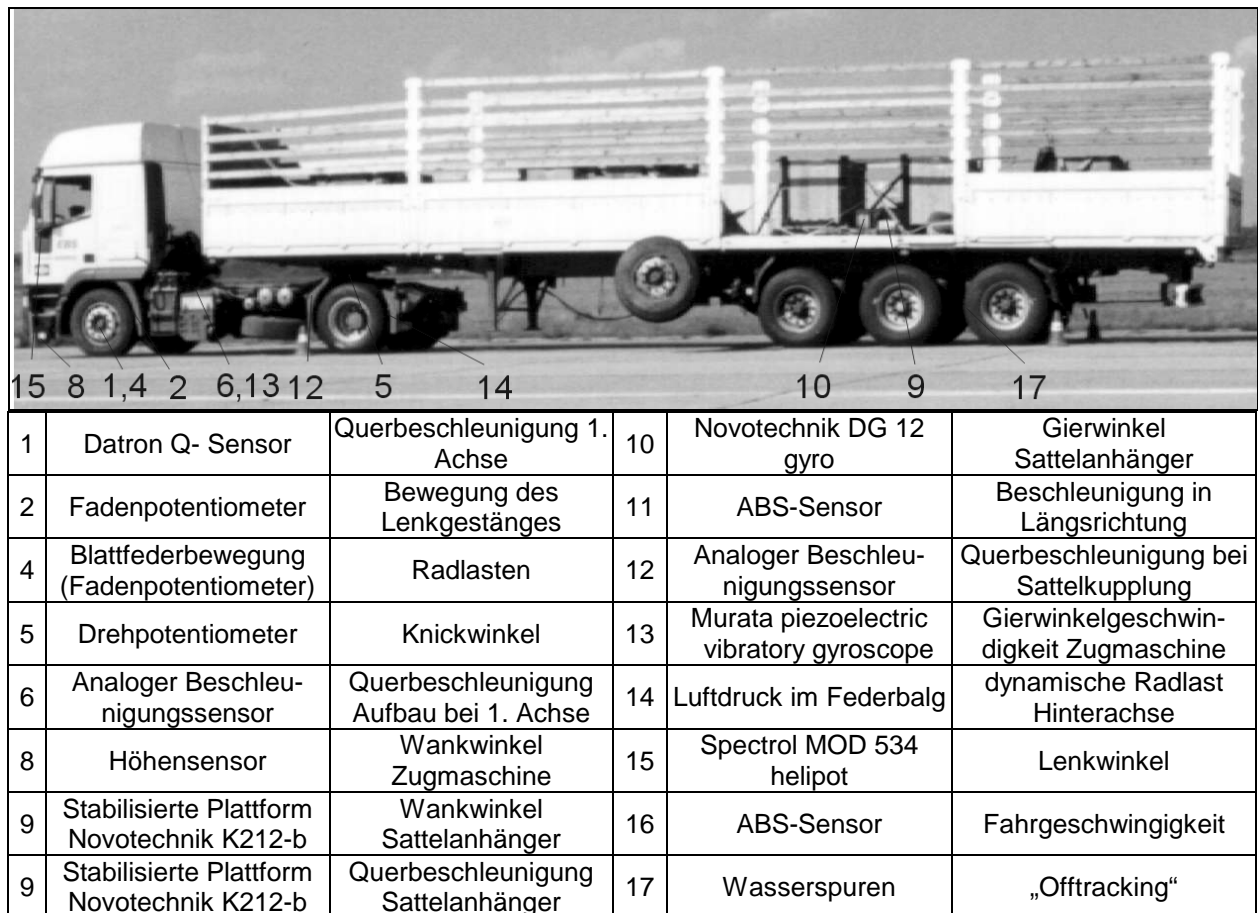 EBS
15 8 1,4 2 6,13 12 5 14 10 9 17
1 Datron Q- Sensor Querbeschleunigung 1. Achse 10 Novotechnik DG 12 gyro Gierwinkel Sattelanhänger
2 Fadenpotentiometer Bewegung des Lenkgestänges 11 ABS-Sensor Beschleunigung in Längsrichtung
4 Blattfederbewegung (Fadenpotentiometer) Radlasten 12 Analoger Beschleu- nigungssensor Querbeschleunigung bei Sattelkupplung
5 Drehpotentiometer Knickwinkel 13 Murata piezoelectric vibratory gyroscope Gierwinkelgeschwin- digkeit Zugmaschine
6 Analoger Beschleu- nigungssensor Querbeschleunigung Aufbau bei 1. Achse 14 Luftdruck im Federbalg dynamische Radlast Hinterachse
8 Höhensensor Wankwinkel Zugmaschine 15 Spectrol MOD 534 helipot Lenkwinkel
9 Stabilisierte Plattform Novotechnik K212-b Wankwinkel Sattelanhänger 16 ABS-Sensor Fahrgeschwingigkeit
9 Stabilisierte Plattform Novotechnik K212-b Querbeschleunigung Sattelanhänger 17 Wasserspuren „Offtracking“